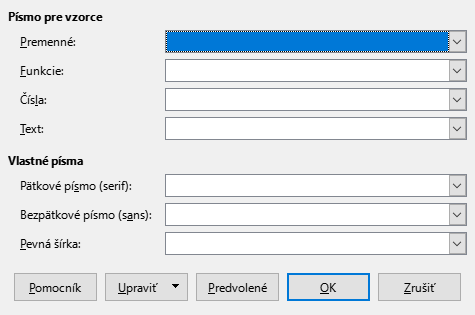 Písmo pre vzorce
Premenné:
Funkcie:
Čísla:
Text:
Vlastné písma
Pätkové písmo (serif):
Bezpätkové písmo (sans):
Pevná šírka:
Pomocník Upraviť Predvolené OK Zrušiť